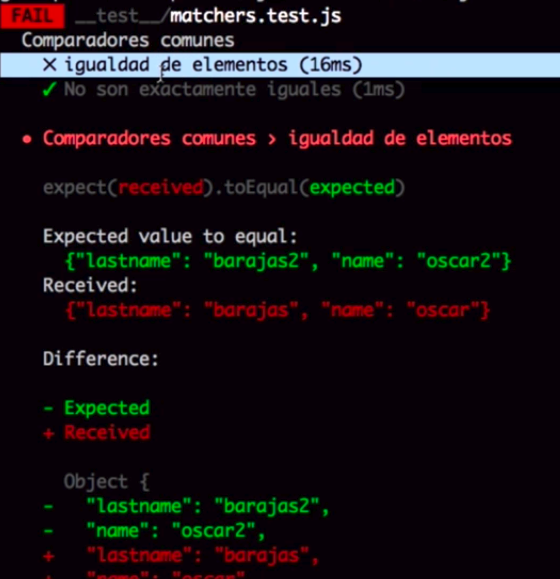 FAIL __test__/matchers.test.js
Comparadores comunes
✕ igualdad de elementos (16ms)
✓ No son exactamente iguales (1ms)
● Comparadores comunes › igualdad de elementos
expect(received).toEqual(expected)
Expected value to equal:
{"lastname": "barajas2", "name": "oscar2"}
Received:
{"lastname": "barajas", "name": "oscar"}
Difference:
- Expected
+ Received
Object {
- "lastname": "barajas2",
- "name": "oscar2",
+ "lastname": "barajas",
+ "name": "oscar"